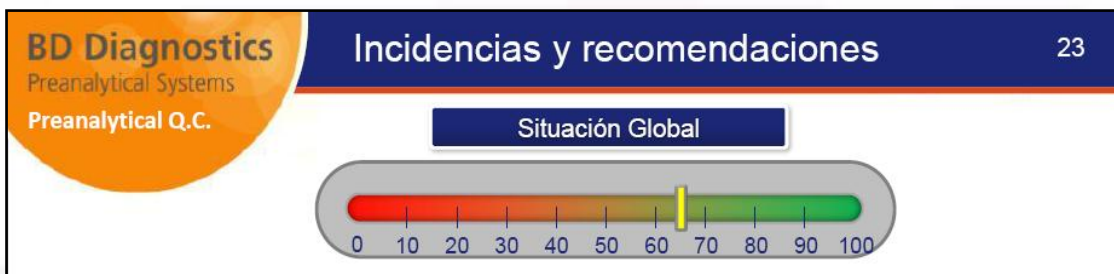 BD Diagnostics
Preanalytical Systems
Preanalytical Q.C.
Incidencias y recomendaciones
23
Situación Global
0 10 20 30 40 50 60 70 80 90 100